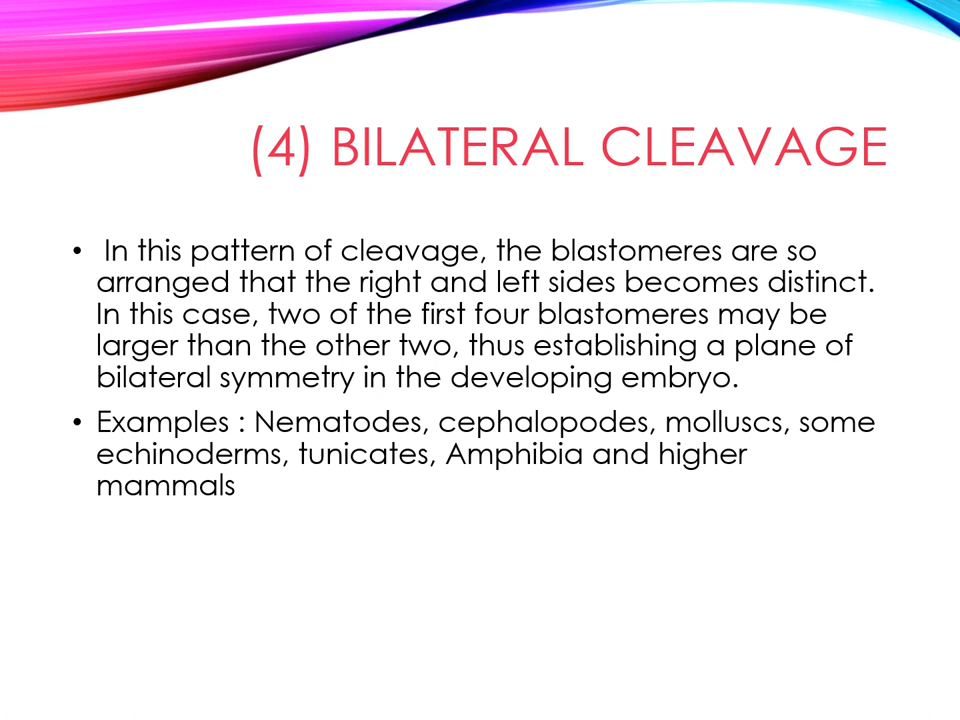 (4) BILATERAL CLEAVAGE
• In this pattern of cleavage, the blastomeres are so
arranged that the right and left sides becomes distinct.
In this case, two of the first four blastomeres may be
larger than the other two, thus establishing a plane of
bilateral symmetry in the developing embryo.
• Examples : Nematodes, cephalopodes, molluscs, some
echinoderms, tunicates, Amphibia and higher
mammals